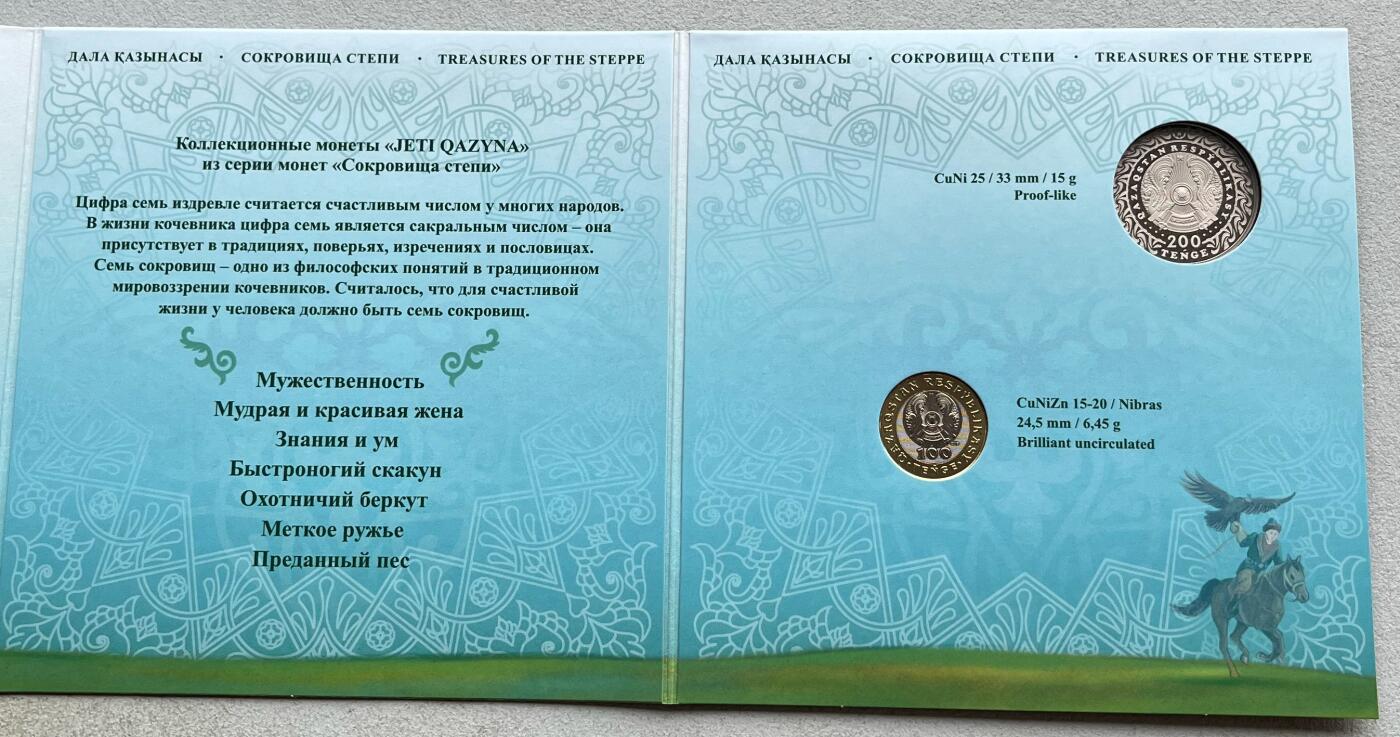 ДАЛА ҚАЗЫНАСЫ · СОКРОВИЩА СТЕПИ · TREASURES OF THE STEPPE
Коллекционные монеты «JETI QAZYNA»
из серии монет «Сокровища степи»
Цифра семь издревле считается счастливым числом у многих народов.
В жизни кочевника цифра семь является сакральным числом – она
присутствует в традициях, поверьях, изречениях и пословицах.
Семь сокровищ – одно из философских понятий в традиционном
мировоззрении кочевников. Считалось, что для счастливой
жизни у человека должно быть семь сокровищ.
Мужественность
Мудрая и красивая жена
Знания и ум
Быстроногий скакун
Охотничий беркут
Меткое ружье
Преданный пес
ДАЛА ҚАЗЫНАСЫ · СОКРОВИЩА СТЕПИ · TREASURES OF THE STEPPE
CuNi 25 / 33 mm / 15 g
Proof-like
QAZAQSTAN RESPÝBLIKASY
200
TEŃGE
QAZAQSTAN RESPÝBLIKASY
100
TEŃGE
CuNiZn 15-20 / Nibras
24,5 mm / 6,45 g
Brilliant uncirculated